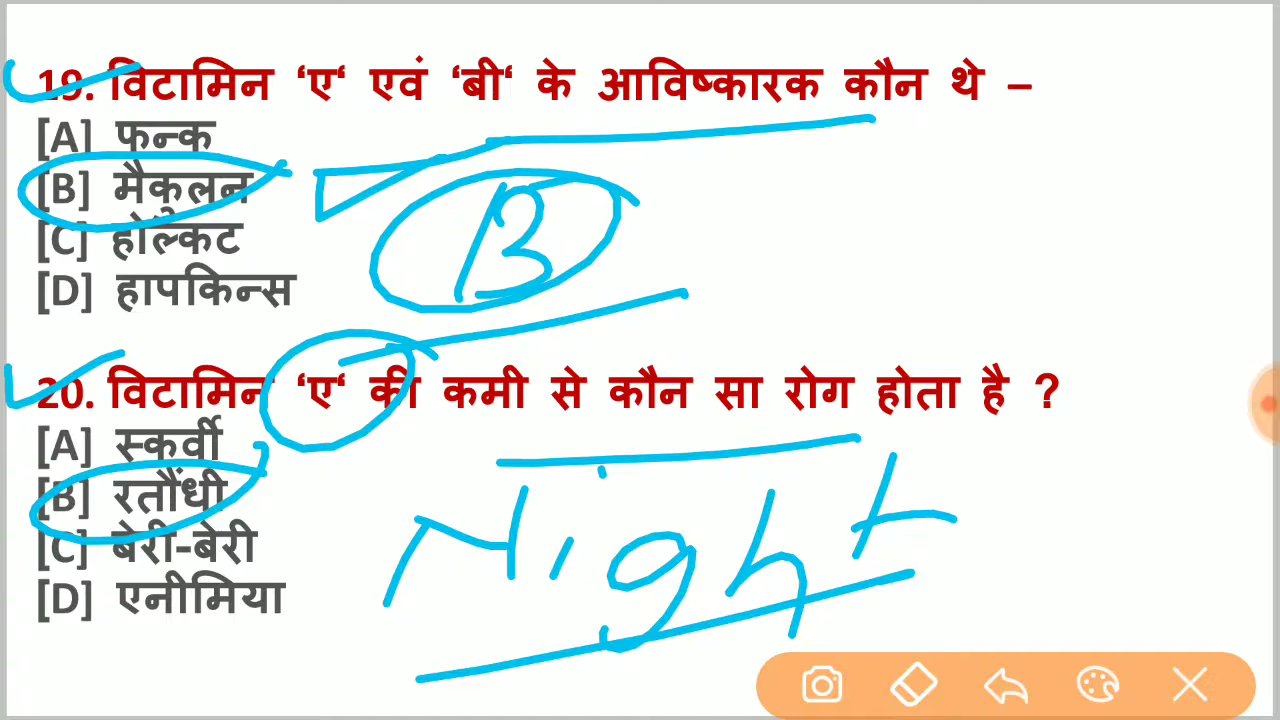 19. विटामिन ‘ए‘ एवं ‘बी‘ के आविष्कारक कौन थे –
[A] फन्क
[B] मैकुलन
[C] होल्कट
[D] हापकिन्स
B
20. विटामिन ‘ए‘ की कमी से कौन सा रोग होता है ?
[A] स्कर्वी
[B] रतौंधी
[C] बेरी-बेरी
[D] एनीमिया
Night